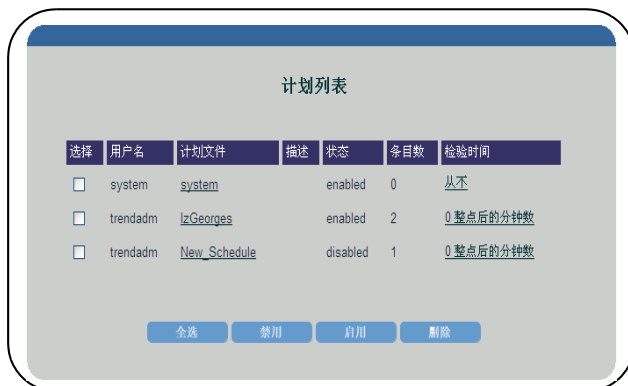 计划列表
选择 用户名 计划文件 描述 状态 条目数 检验时间
system system enabled 0 从不
trendadm IzGeorges enabled 2 0 整点后的分钟数
trendadm New_Schedule disabled 1 0 整点后的分钟数
全选 禁用 启用 删除